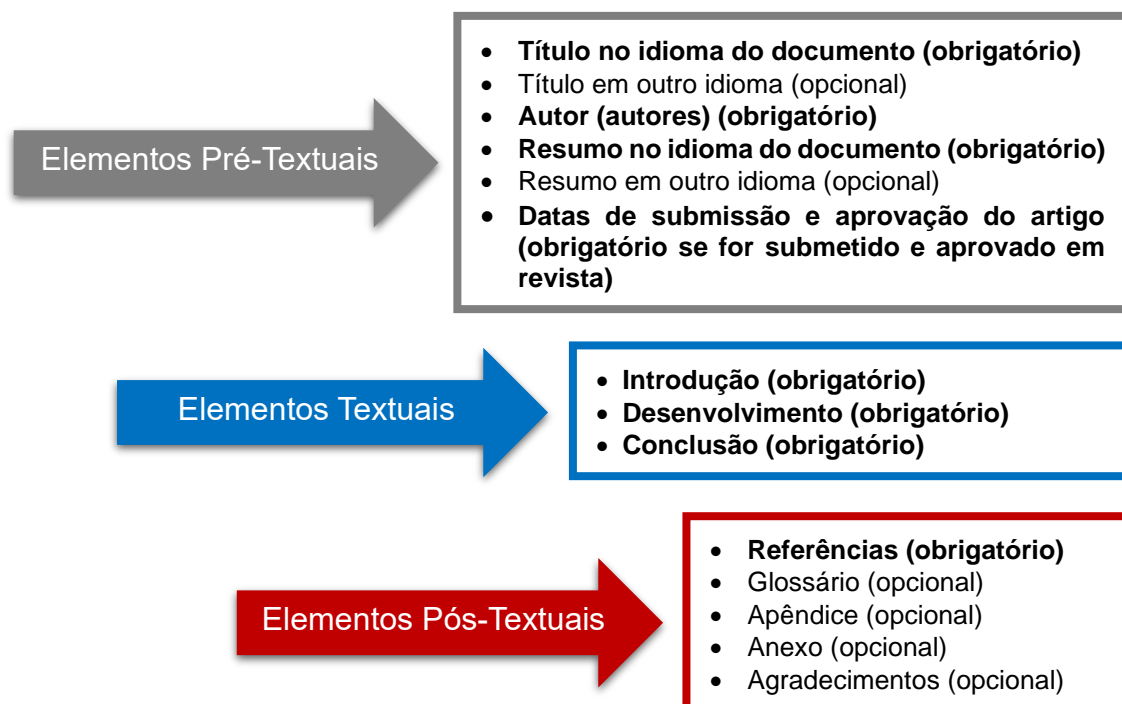 Elementos Pré-Textuais
• Título no idioma do documento (obrigatório)
• Título em outro idioma (opcional)
• Autor (autores) (obrigatório)
• Resumo no idioma do documento (obrigatório)
• Resumo em outro idioma (opcional)
• Datas de submissão e aprovação do artigo
(obrigatório se for submetido e aprovado em
revista)
Elementos Textuais
• Introdução (obrigatório)
• Desenvolvimento (obrigatório)
• Conclusão (obrigatório)
Elementos Pós-Textuais
• Referências (obrigatório)
• Glossário (opcional)
• Apêndice (opcional)
• Anexo (opcional)
• Agradecimentos (opcional)